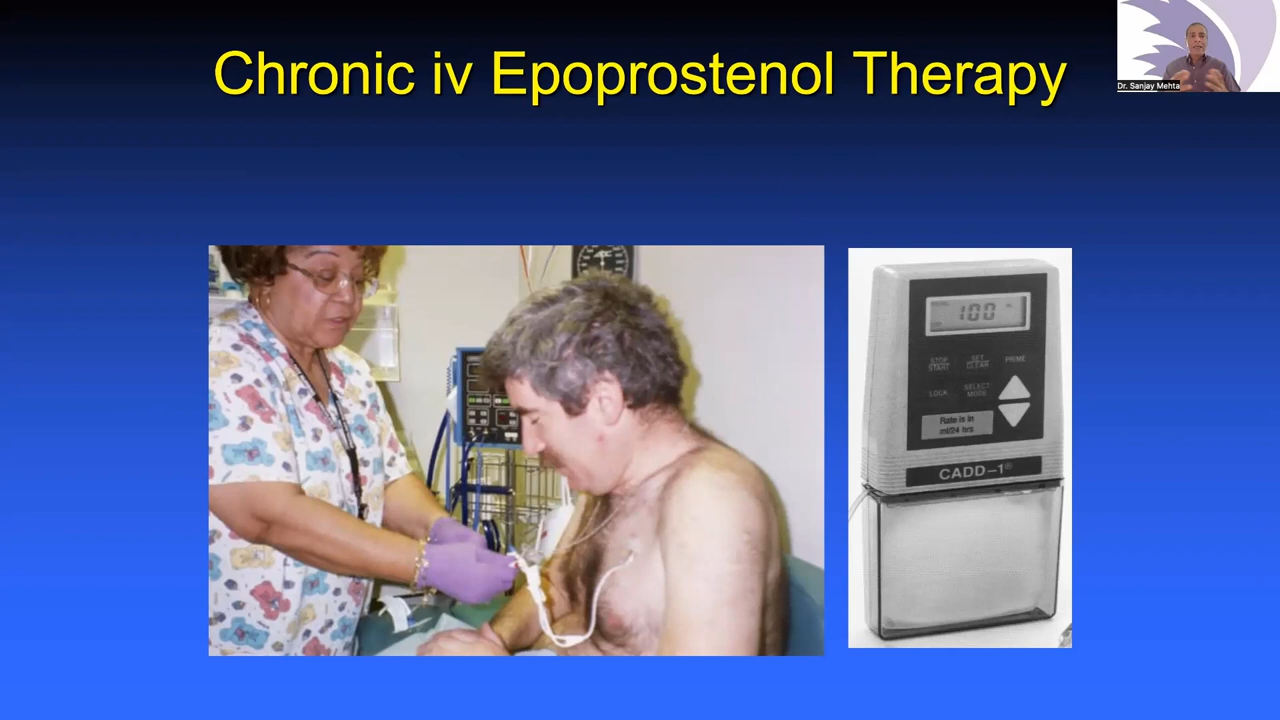 Chronic iv Epoprostenol Therapy
Dr. Sanjay Mehta
100
STOP START
SET CLEAR
PRIME
LOCK
SELECT MODE
Rate is in
ml/24 hrs
CADD-1®